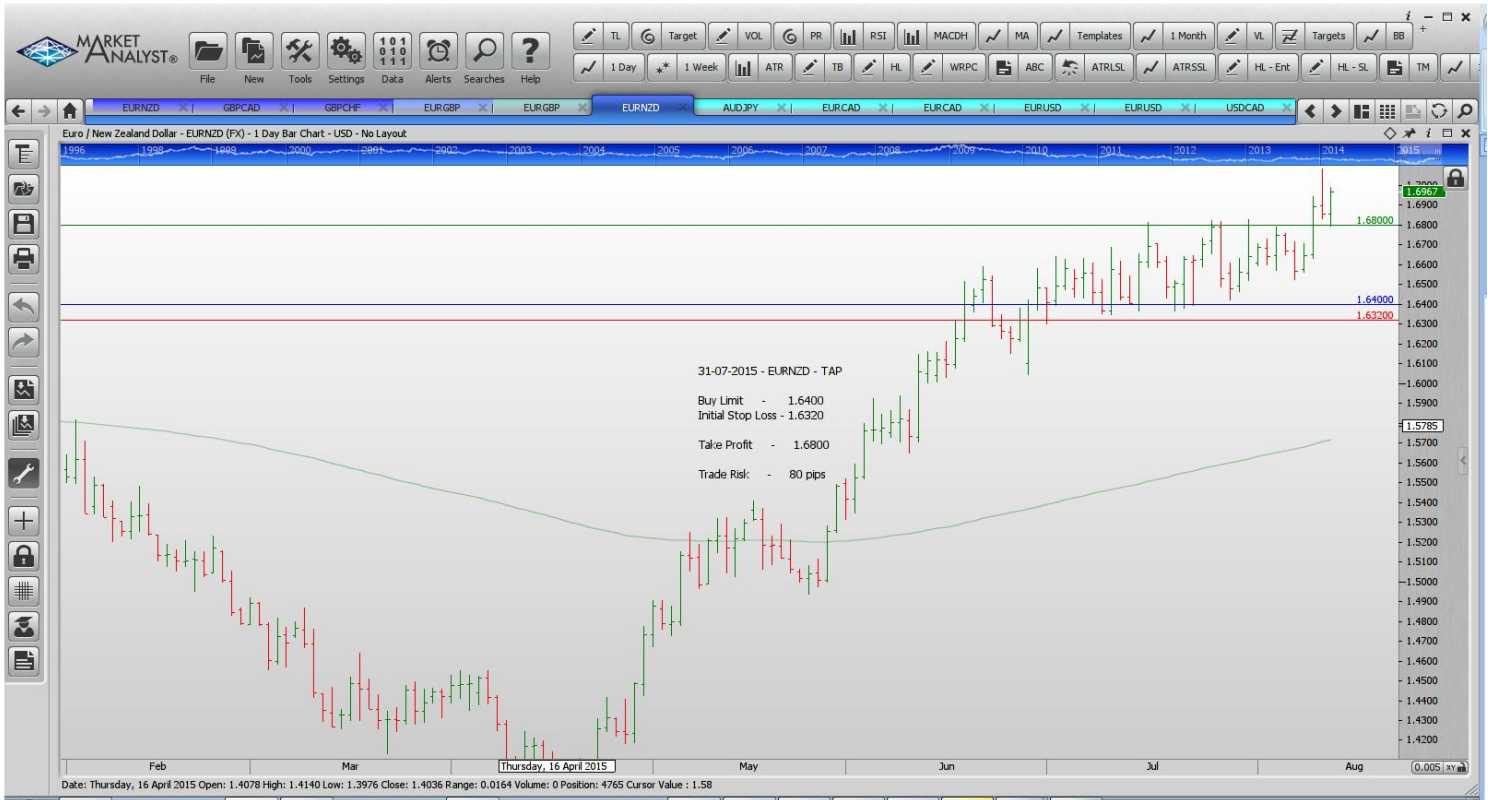 MARKET ANALYST®
File New Tools Settings Data Alerts Searches Help
TL Target VOL PR RSI MACDH MA Templates 1 Month VL Targets BB
1 Day 1 Week ATR TB HL WRPC ABC ATRLSL ATRSSL HL - Ent HL - SL TM
EURNZD GBPCAD GBPCHF EURGBP EURGBP EURNZD AUDJPY EURCAD EURCAD EURUSD EURUSD USDCAD
Euro / New Zealand Dollar - EURNZD (FX) - 1 Day Bar Chart - USD - No Layout
1996 1998 1999 2000 2001 2002 2003 2004 2005 2006 2007 2008 2009 2010 2011 2012 2013 2014 2015
1.7000
1.6967
1.6900
1.68000
1.6800
1.6700
1.6600
1.6500
1.64000
1.6400
1.63200
1.6300
1.6200
1.6100
1.6000
1.5900
1.5785
1.5700
1.5600
1.5500
1.5400
1.5300
1.5200
1.5100
1.5000
1.4900
1.4800
1.4700
1.4600
1.4500
1.4400
1.4300
1.4200
31-07-2015 - EURNZD - TAP
Buy Limit - 1.6400
Initial Stop Loss - 1.6320
Take Profit - 1.6800
Trade Risk - 80 pips
Feb Mar Thursday, 16 April 2015 May Jun Jul Aug 0.005 XY
Date: Thursday, 16 April 2015 Open: 1.4078 High: 1.4140 Low: 1.3976 Close: 1.4036 Range: 0.0164 Volume: 0 Position: 4765 Cursor Value : 1.58